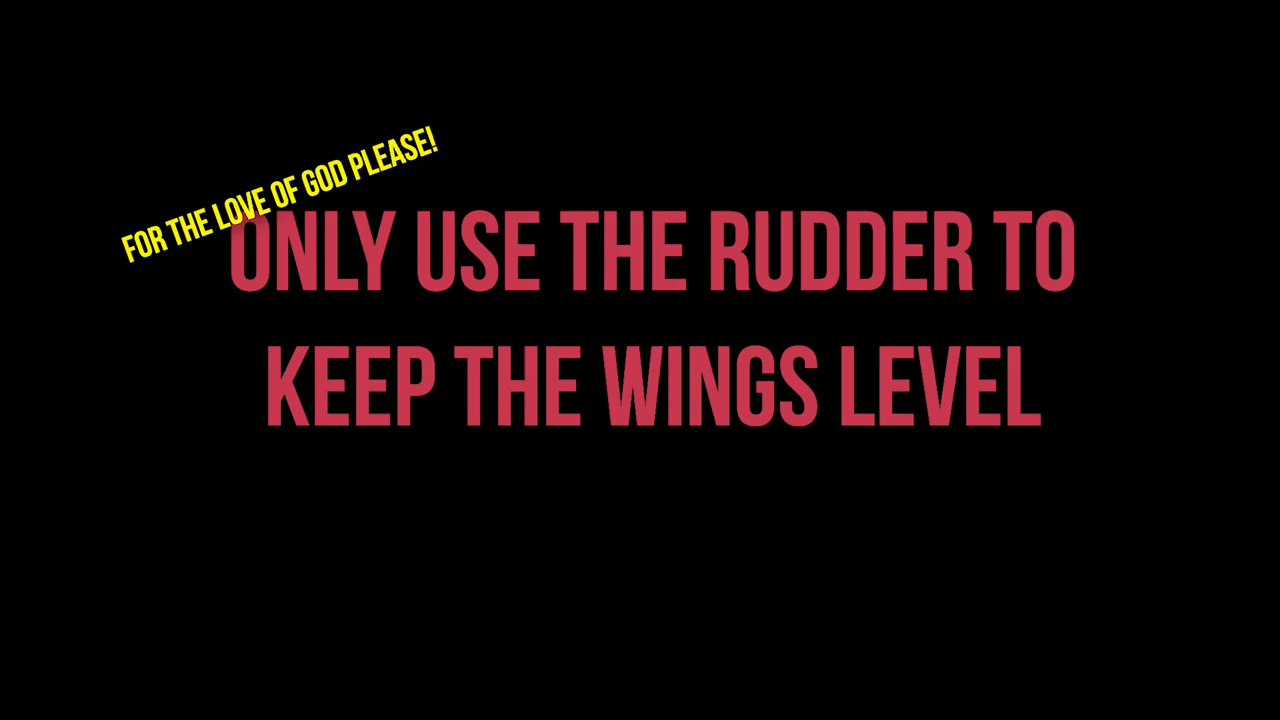 FOR THE LOVE OF GOD PLEASE!
ONLY USE THE RUDDER TO
KEEP THE WINGS LEVEL